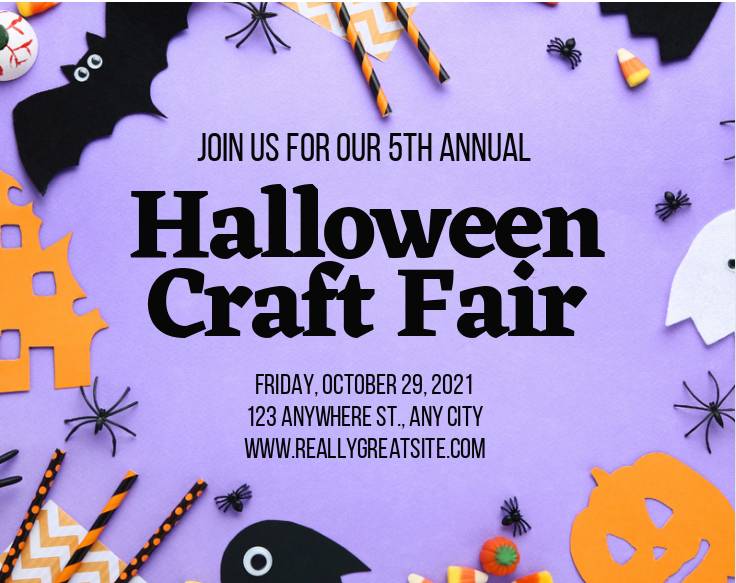 JOIN US FOR OUR 5TH ANNUAL
Halloween
Craft Fair
FRIDAY, OCTOBER 29, 2021
123 ANYWHERE ST., ANY CITY
WWW.REALLYGREATSITE.COM